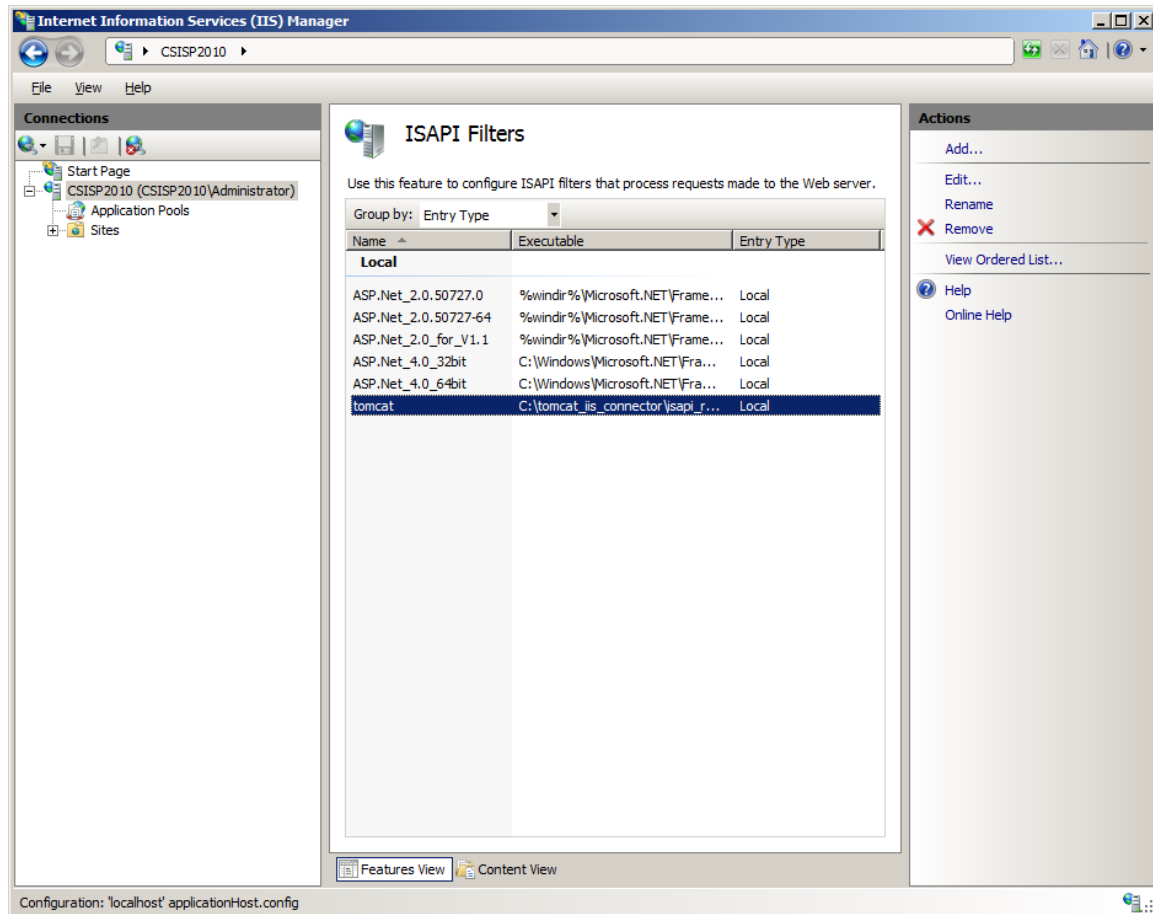 Internet Information Services (IIS) Manager
CSISP2010
File View Help
Connections
Start Page
CSISP2010 (CSISP2010\Administrator)
Application Pools
Sites
ISAPI Filters
Use this feature to configure ISAPI filters that process requests made to the Web server.
Group by: Entry Type
Name Executable Entry Type
Local
ASP.Net_2.0.50727.0 %windir%\Microsoft.NET\Frame... Local
ASP.Net_2.0.50727-64 %windir%\Microsoft.NET\Frame... Local
ASP.Net_2.0_for_V1.1 %windir%\Microsoft.NET\Frame... Local
ASP.Net_4.0_32bit C:\Windows\Microsoft.NET\Fra... Local
ASP.Net_4.0_64bit C:\Windows\Microsoft.NET\Fra... Local
tomcat C:\tomcat_iis_connector\isapi_r... Local
Features View Content View
Actions
Add...
Edit...
Rename
Remove
View Ordered List...
Help
Online Help
Configuration: 'localhost' applicationHost.config